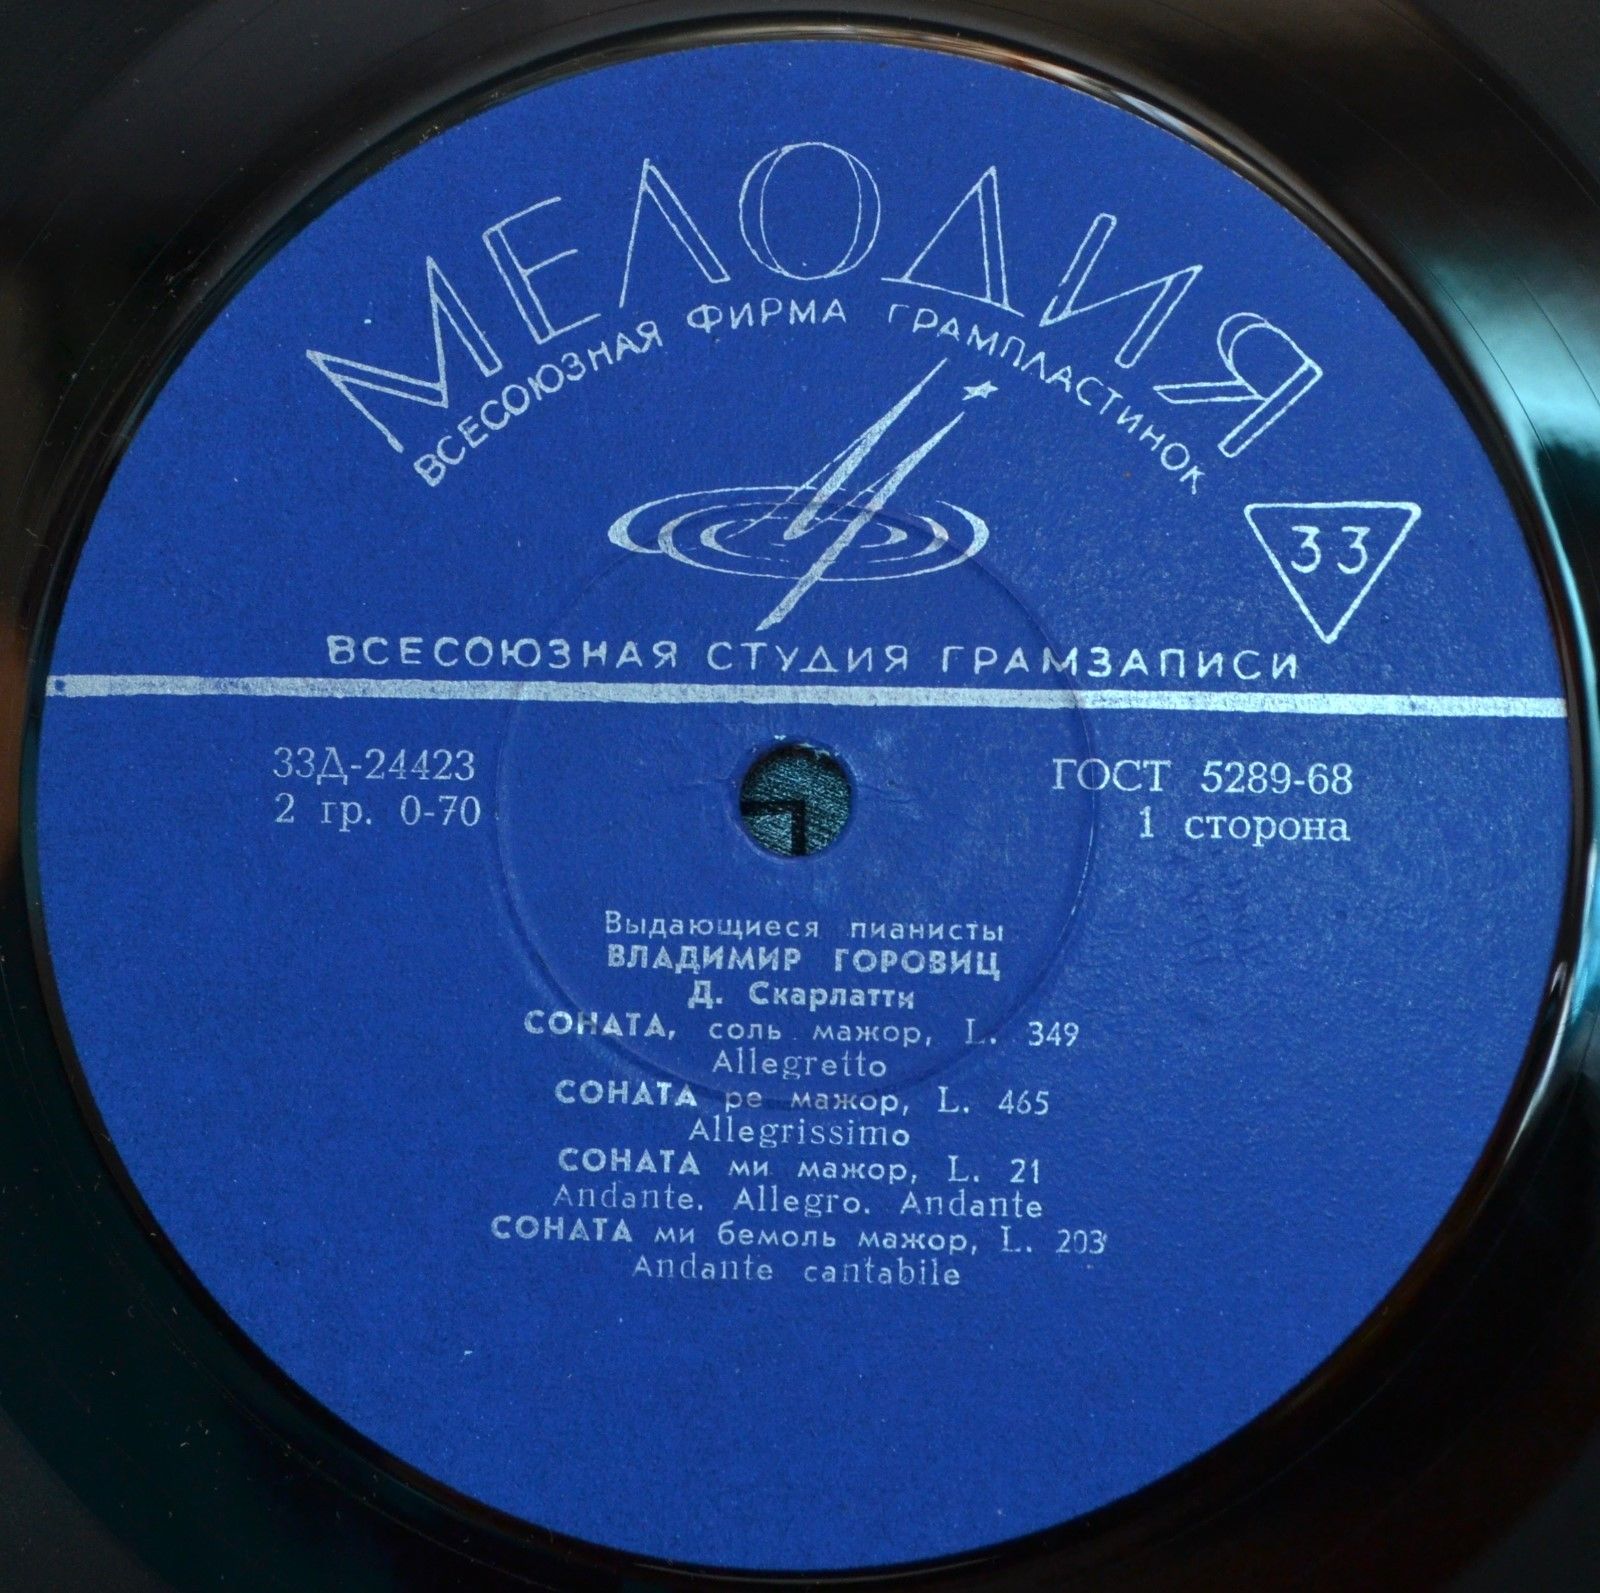 МЕЛОДИЯ
ВСЕСОЮЗНАЯ ФИРМА ГРАМПЛАСТИНОК
33
ВСЕСОЮЗНАЯ СТУДИЯ ГРАМЗАПИСИ
33Д-24423
2 гр. 0-70
ГОСТ 5289-68
1 сторона
Выдающиеся пианисты
ВЛАДИМИР ГОРОВИЦ
Д. Скарлатти
СОНАТА, соль мажор, L. 349
Allegretto
СОНАТА ре мажор, L. 465
Allegrissimo
СОНАТА ми мажор, L. 21
Andante. Allegro. Andante
СОНАТА ми бемоль мажор, L. 203
Andante cantabile